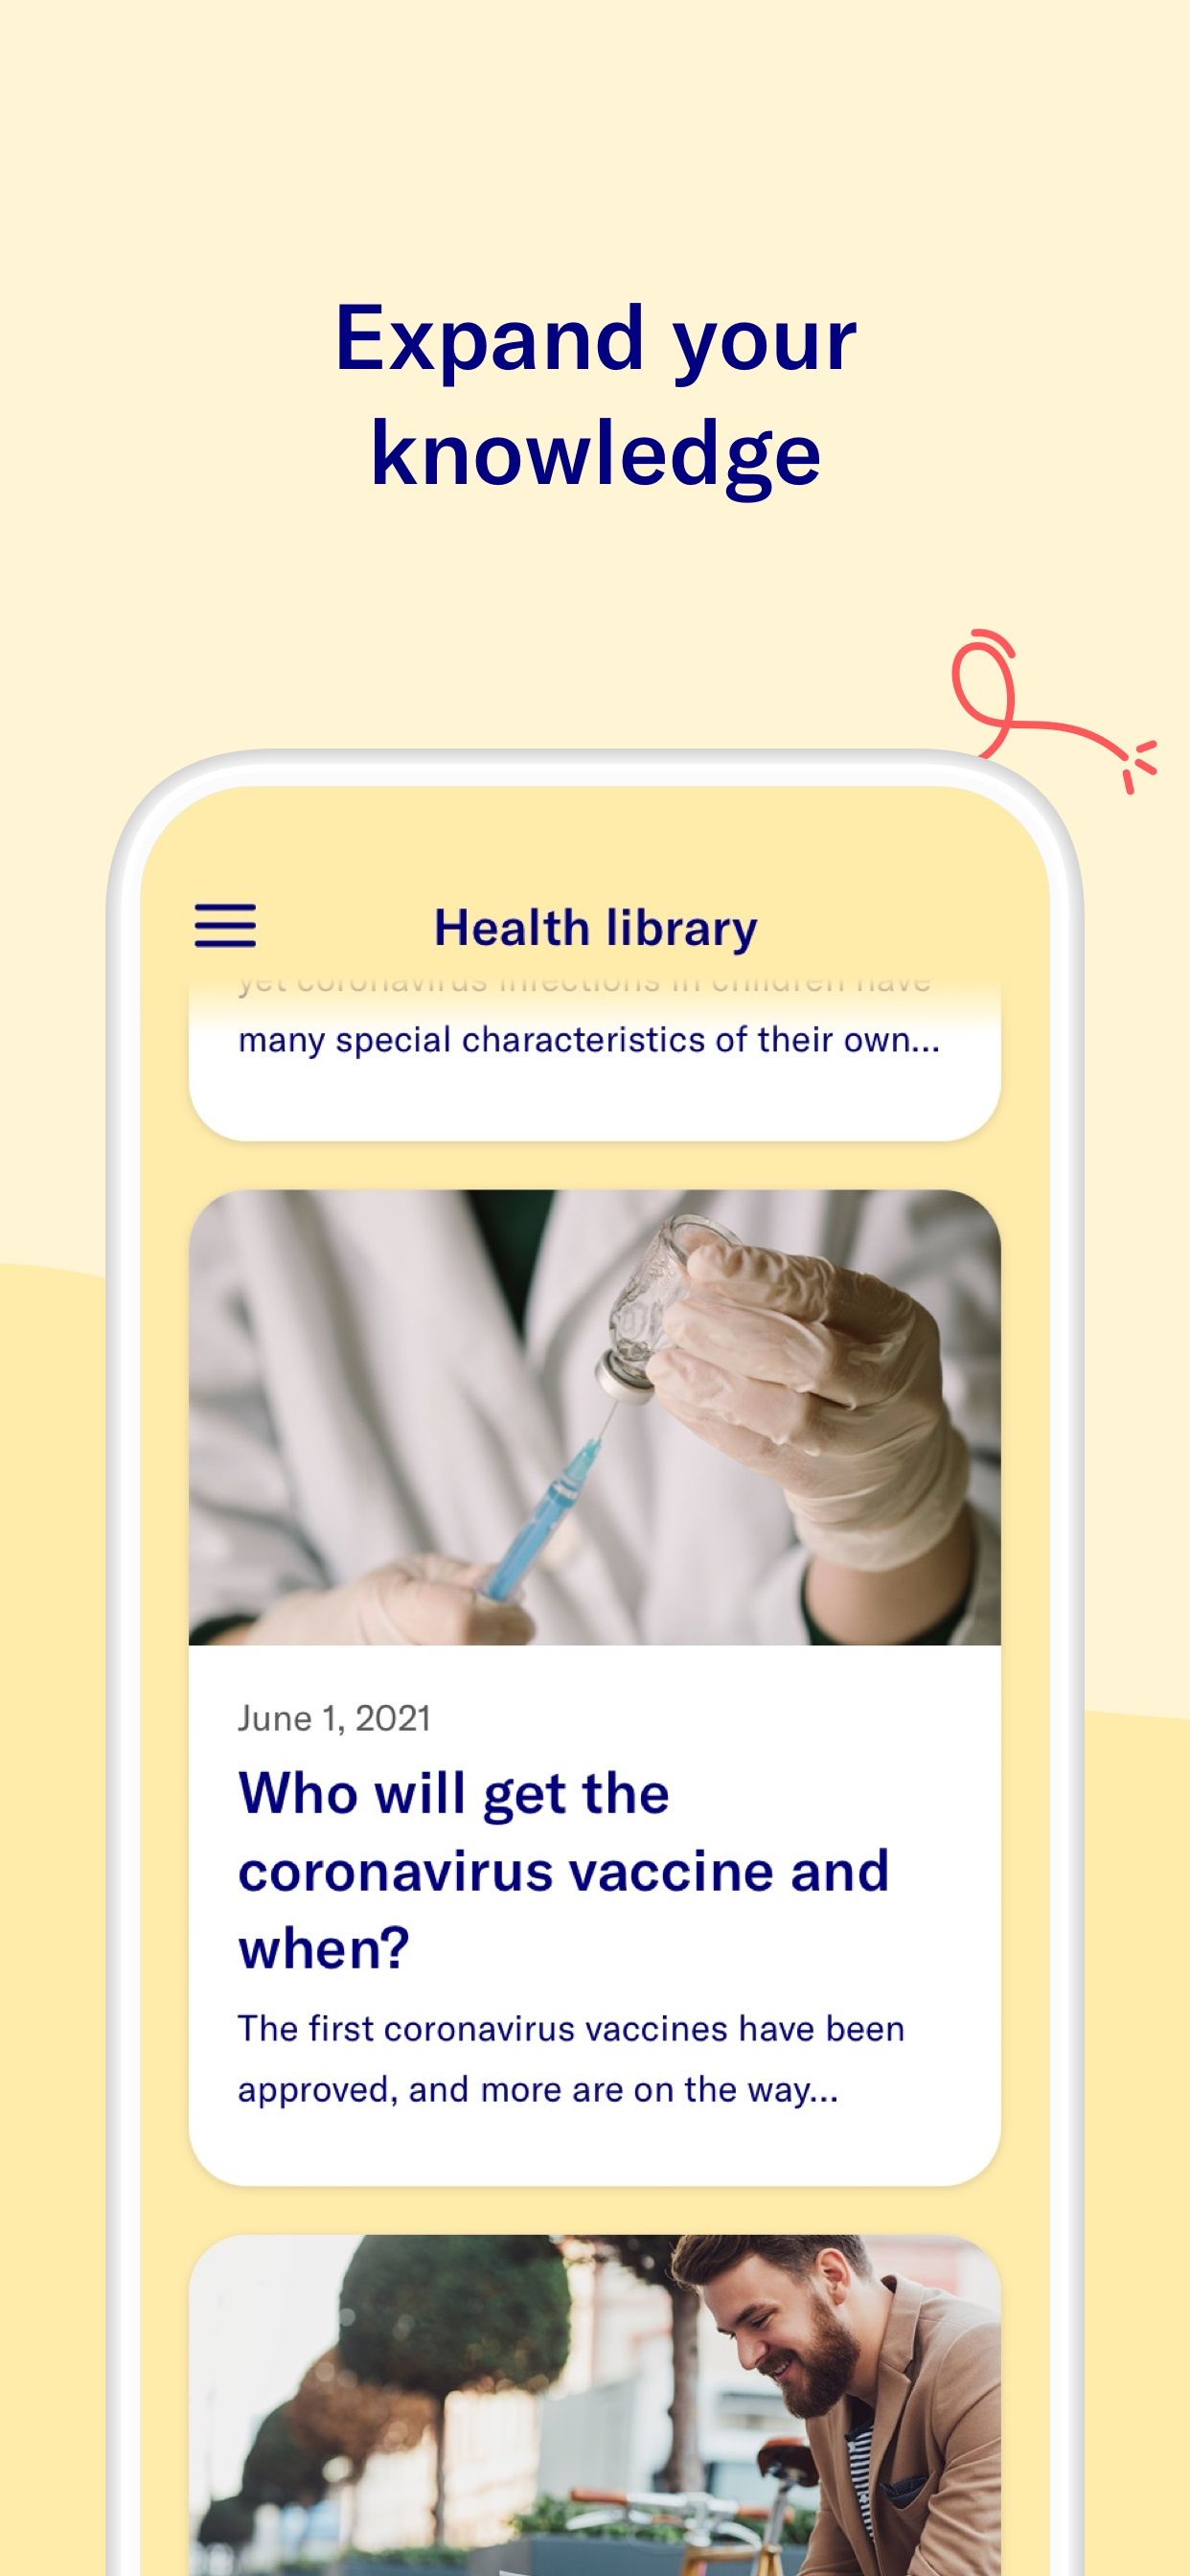 Expand your
knowledge
Health library
yet coronavirus infections in children have
many special characteristics of their own...
June 1, 2021
Who will get the
coronavirus vaccine and
when?
The first coronavirus vaccines have been
approved, and more are on the way...